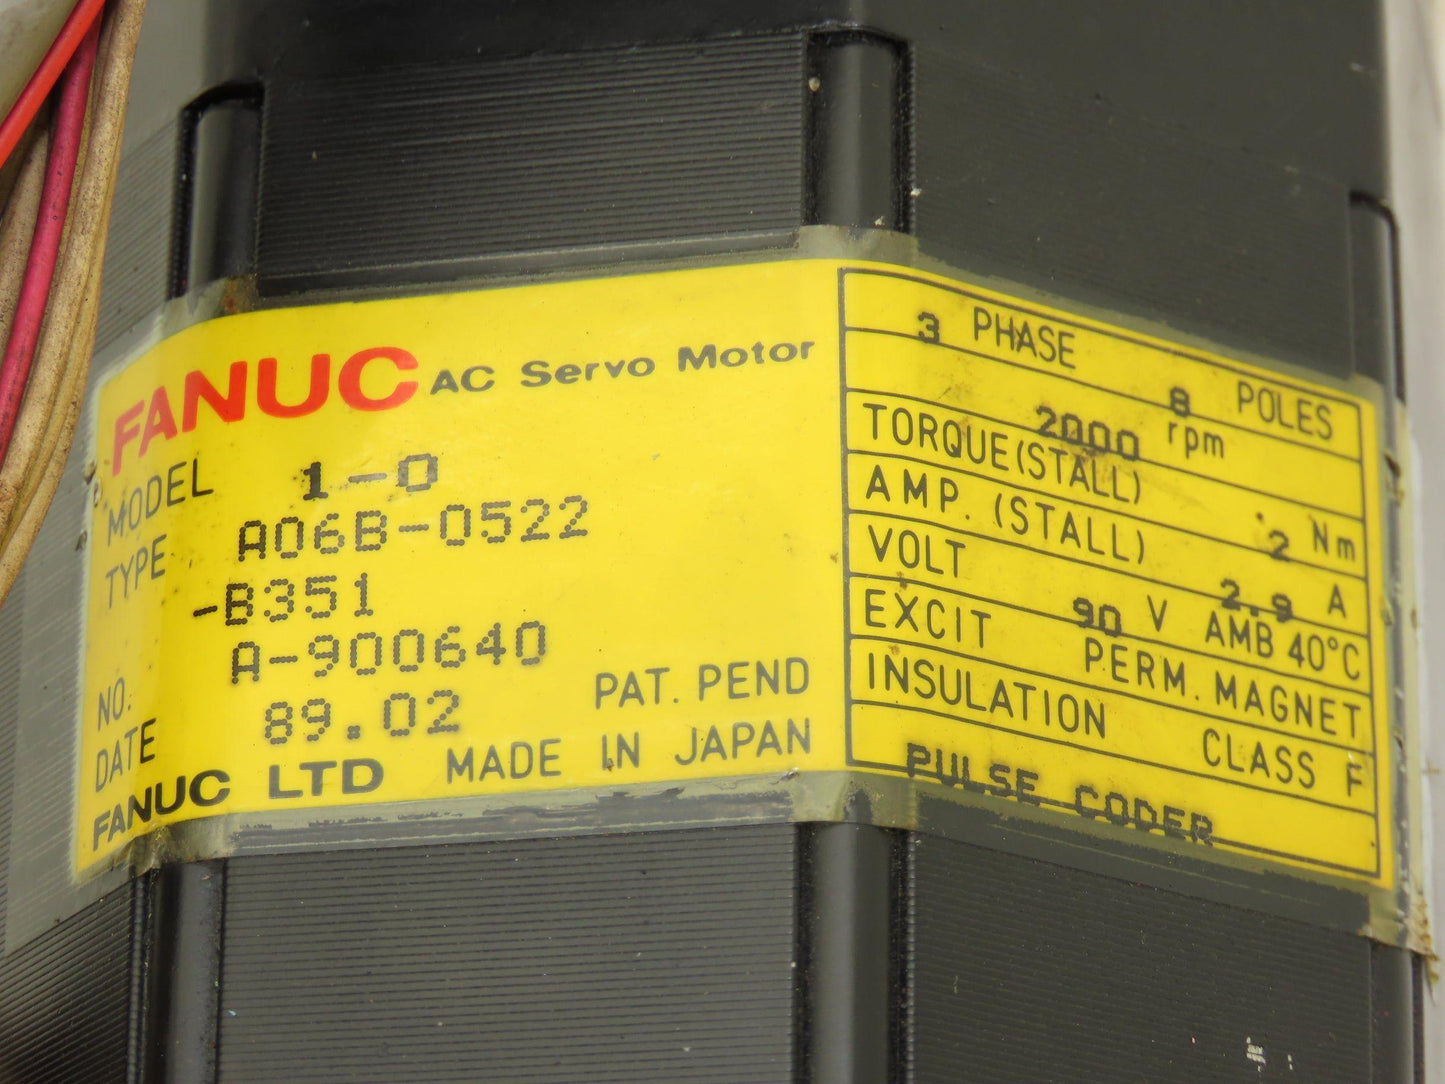 FANUC AC Servo Motor
MODEL 1-0
TYPE A06B-0522
-B351
NO. A-900640
DATE 89.02 PAT. PEND
FANUC LTD MADE IN JAPAN
3 PHASE 8 POLES
2000 rpm
TORQUE(STALL) 2 Nm
AMP. (STALL) 2.9 A
VOLT 90 V AMB 40°C
EXCIT PERM. MAGNET
INSULATION CLASS F
PULSE CODER